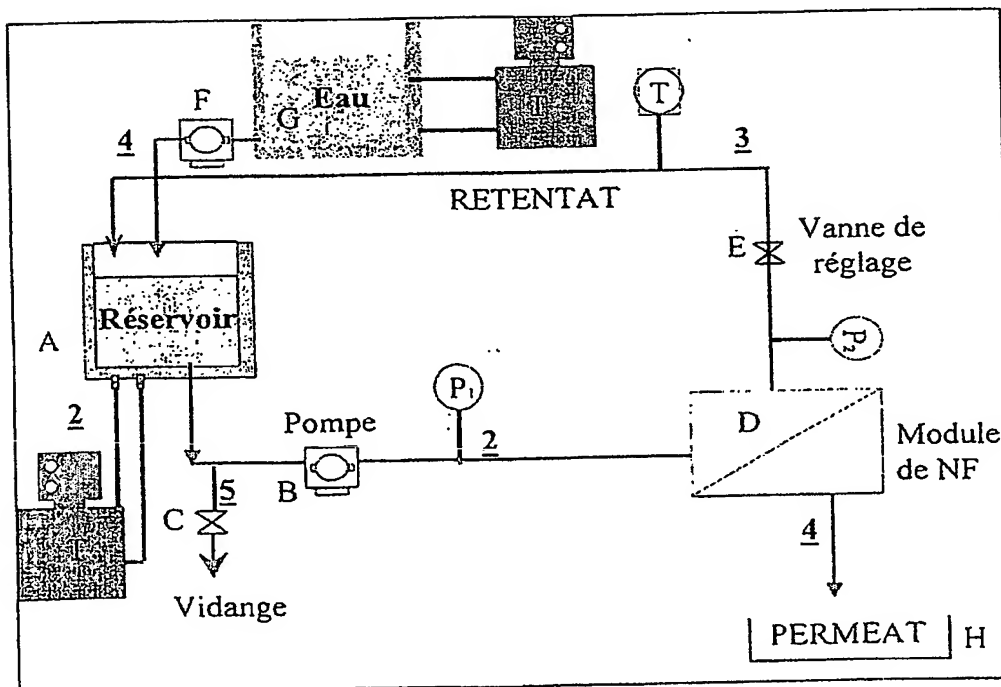 F
G
Eau
T
4
3
RETENTAT
E
Vanne de
réglage
Réservoir
A
P₂
P₁
D
2
Pompe
2
Module
de NF
B
5
C
4
Vidange
PERMEAT
H